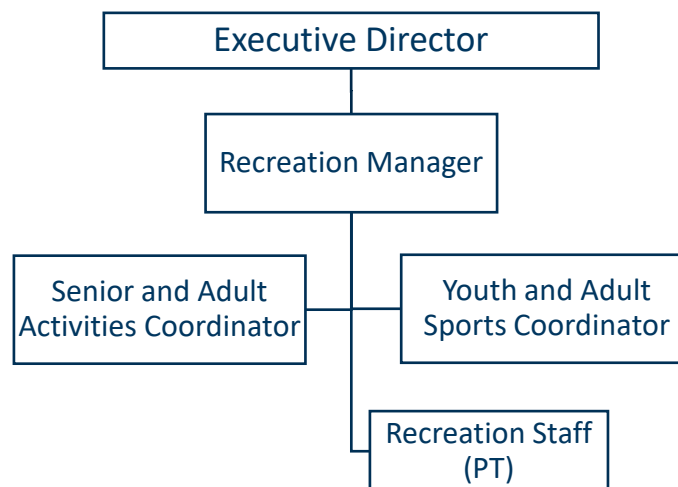 Executive Director
Recreation Manager
Senior and Adult
Activities Coordinator
Youth and Adult
Sports Coordinator
Recreation Staff
(PT)